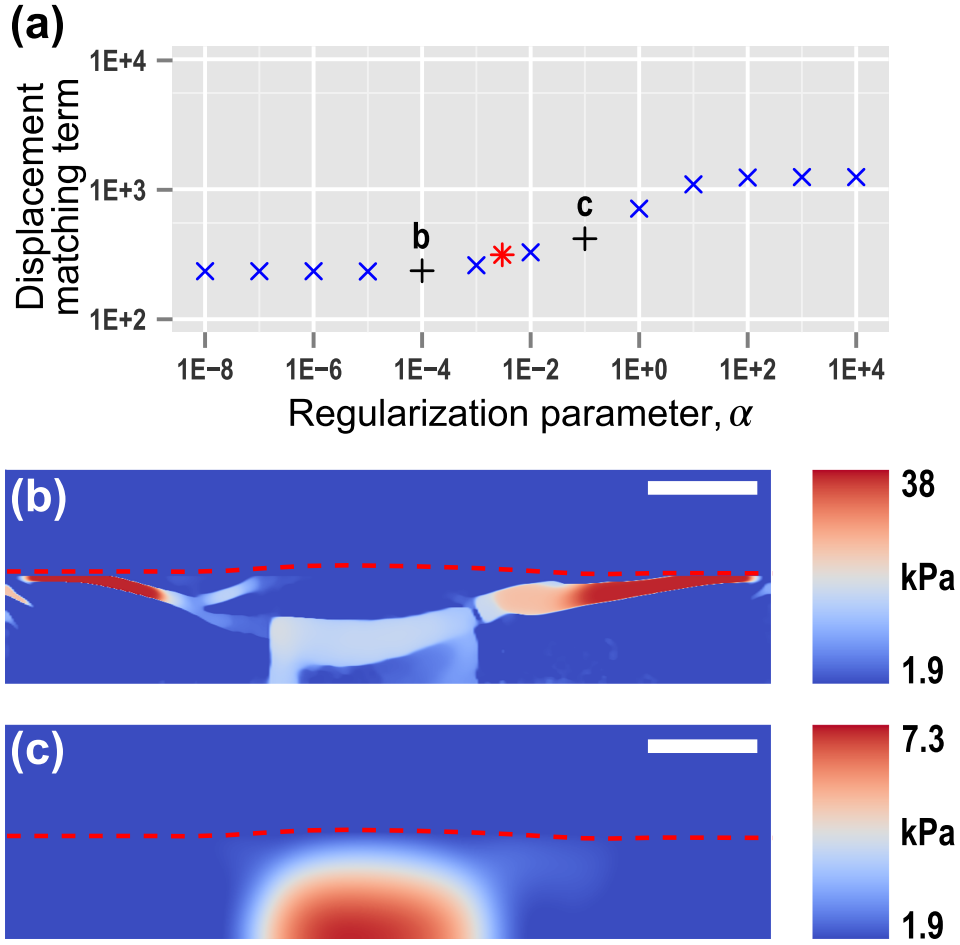 (a)
Displacement
matching term
1E+4
1E+3
1E+2
b
c
1E−8
1E−6
1E−4
1E−2
1E+0
1E+2
1E+4
Regularization parameter, α
(b)
38
kPa
1.9
(c)
7.3
kPa
1.9